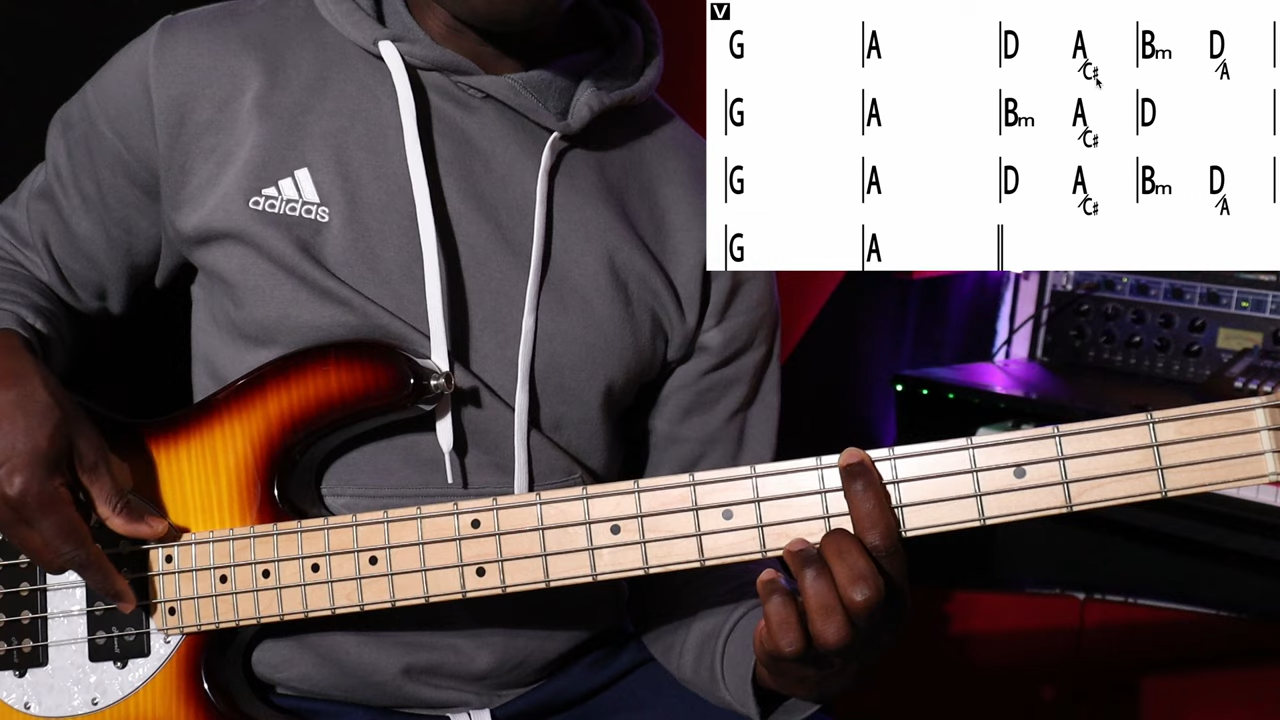 V
G |A |D A/C# |Bm D/A |
|G |A |Bm A/C# |D
|G |A |D A/C# |Bm D/A |
|G |A ||
adidas